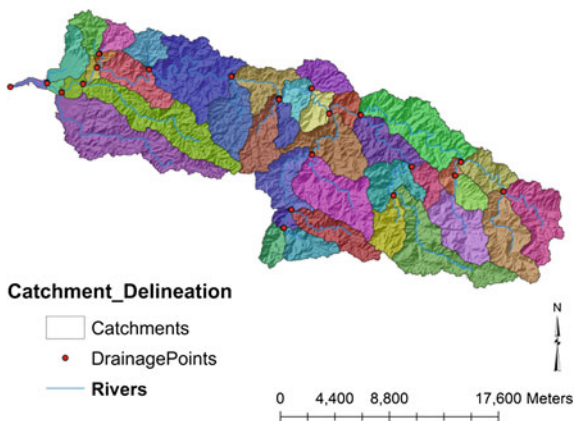 Catchment_Delineation
Catchments
DrainagePoints
Rivers
N
0 4,400 8,800 17,600 Meters